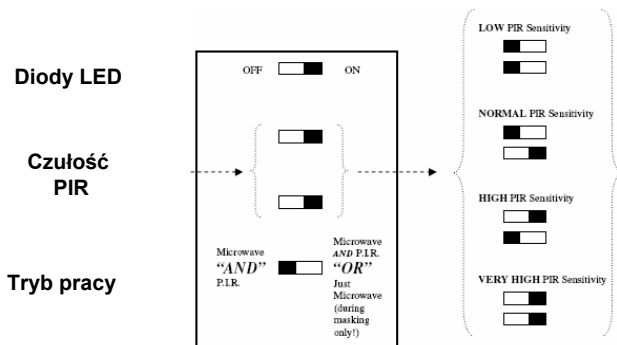 Diody LED
OFF
ON
Czułość
PIR
Microwave
“AND”
P.I.R.
Microwave
AND P.I.R.
“OR”
Just
Microwave
(during
masking
only!)
Tryb pracy
LOW PIR Sensitivity
NORMAL PIR Sensitivity
HIGH PIR Sensitivity
VERY HIGH PIR Sensitivity